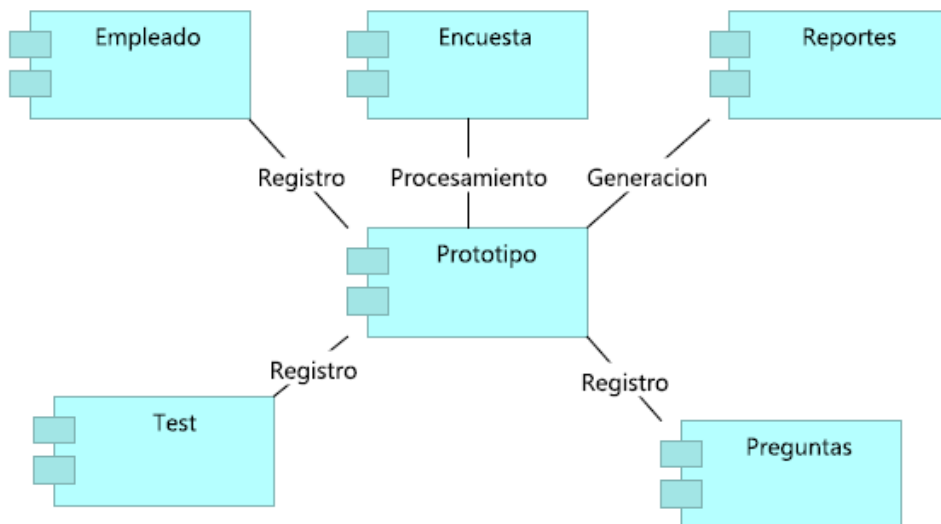 Empleado
Encuesta
Reportes
Registro
Procesamiento
Generacion
Prototipo
Registro
Registro
Test
Preguntas